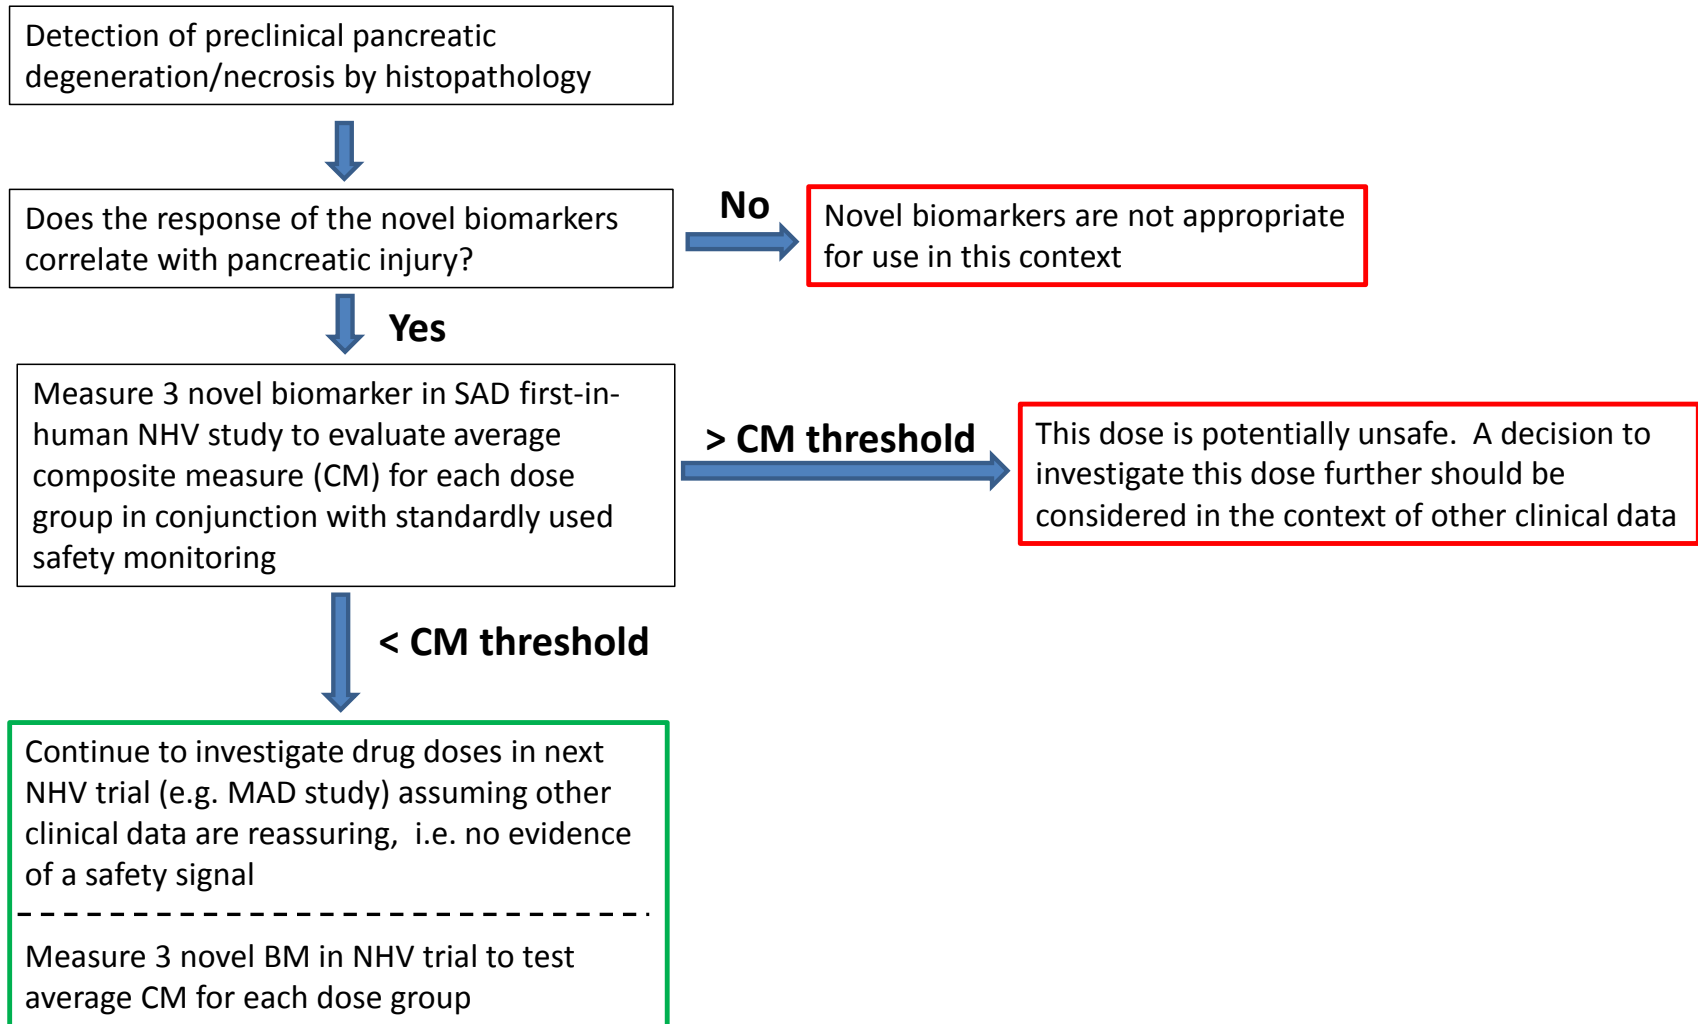 Detection of preclinical pancreatic
degeneration/necrosis by histopathology
Does the response of the novel biomarkers
correlate with pancreatic injury?
No
Novel biomarkers are not appropriate
for use in this context
Yes
Measure 3 novel biomarker in SAD first-in-
human NHV study to evaluate average
composite measure (CM) for each dose
group in conjunction with standardly used
safety monitoring
> CM threshold
This dose is potentially unsafe.  A decision to
investigate this dose further should be
considered in the context of other clinical data
< CM threshold
Continue to investigate drug doses in next
NHV trial (e.g. MAD study) assuming other
clinical data are reassuring,  i.e. no evidence
of a safety signal
Measure 3 novel BM in NHV trial to test
average CM for each dose group